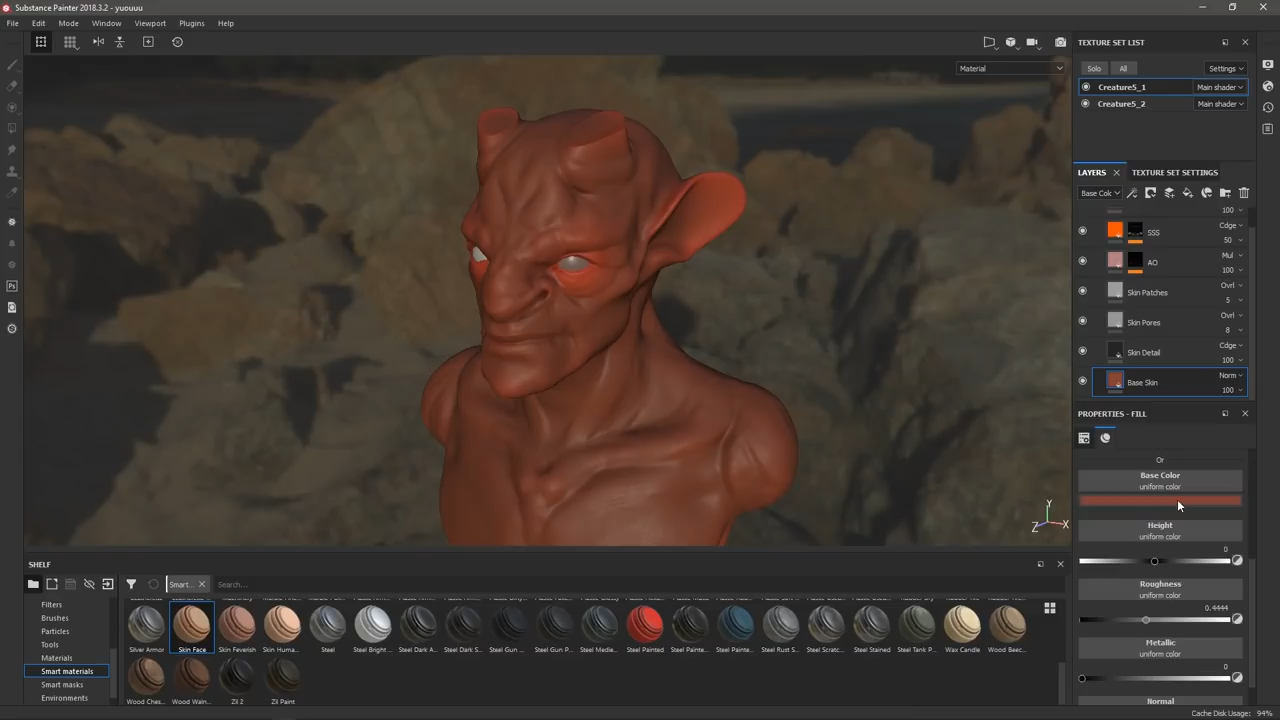 Substance Painter 2018.3.2 - yuouuu
File Edit Mode Window Viewport Plugins Help
Material
TEXTURE SET LIST
Solo All Settings
Creature5_1 Main shader
Creature5_2 Main shader
LAYERS TEXTURE SET SETTINGS
Base Colo
100
SSS Cdge
50
AO Mul
100
Skin Patches Ovrl
5
Skin Pores Ovrl
8
Skin Detail Cdge
100
Base Skin Norm
100
PROPERTIES - FILL
Or
Base Color
uniform color
Height
uniform color
0
Roughness
uniform color
0.4444
Metallic
uniform color
0
Normal
Y
Z X
SHELF
Smart... Search...
Filters
Brushes
Particles
Tools
Materials
Smart materials
Smart masks
Environments
Silver Armor Skin Face Skin Feverish Skin Huma... Steel Steel Bright ... Steel Dark A... Steel Dark S... Steel Gun ... Steel Gun P... Steel Medie... Steel Painted Steel Painte... Steel Painte... Steel Rust S... Steel Scratc... Steel Stained Steel Tank P... Wax Candle Wood Beec...
Wood Ches... Wood Waln... Zil 2 Zil Paint
Cache Disk Usage: 94%